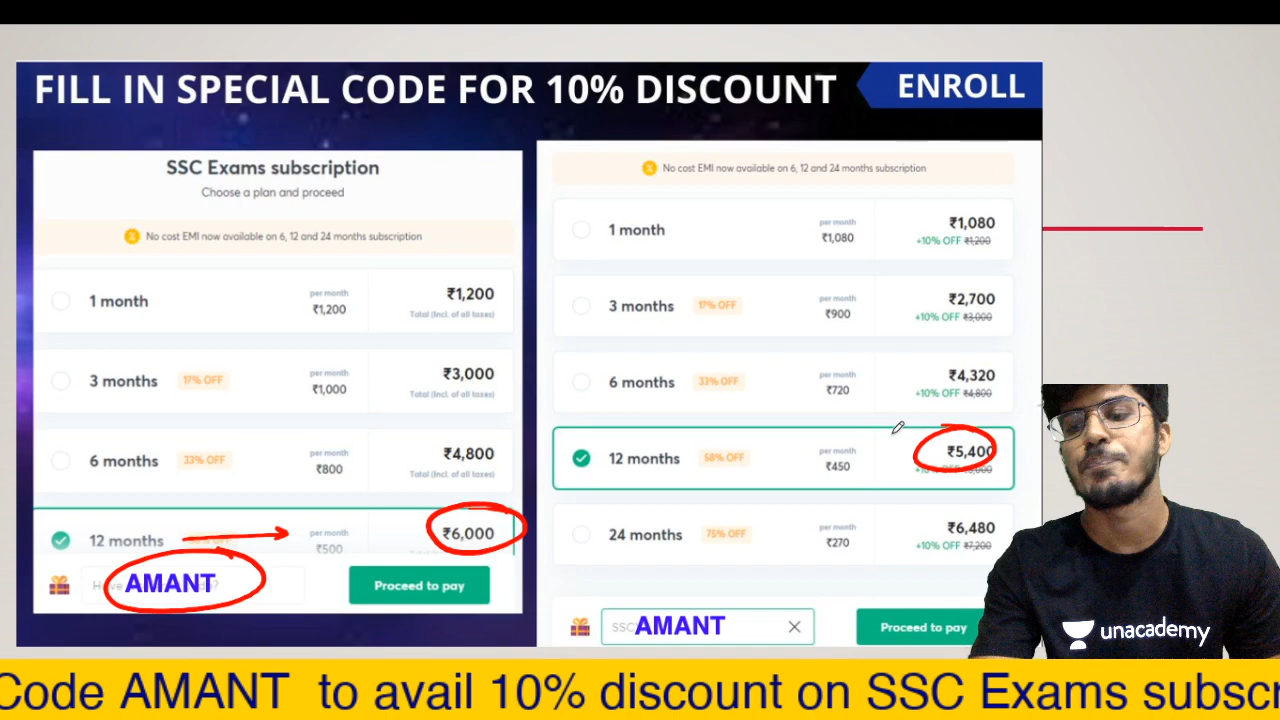 FILL IN SPECIAL CODE FOR 10% DISCOUNT
ENROLL
SSC Exams subscription
Choose a plan and proceed
No cost EMI now available on 6, 12 and 24 months subscription
1 month
per month
₹1,200
₹1,200
Total (Incl. of all taxes)
3 months 17% OFF
per month
₹1,000
₹3,000
Total (Incl. of all taxes)
6 months 33% OFF
per month
₹800
₹4,800
Total (Incl. of all taxes)
12 months
per month
₹500
₹6,000
Have AMANT ?
Proceed to pay
No cost EMI now available on 6, 12 and 24 months subscription
1 month
per month
₹1,080
₹1,080
+10% OFF ₹1,200
3 months 17% OFF
per month
₹900
₹2,700
+10% OFF ₹3,000
6 months 33% OFF
per month
₹720
₹4,320
+10% OFF ₹4,800
12 months 58% OFF
per month
₹450
₹5,400
24 months 75% OFF
per month
₹270
₹6,480
+10% OFF ₹7,200
SSC AMANT
Proceed to pay
unacademy
Code AMANT to avail 10% discount on SSC Exams subscr